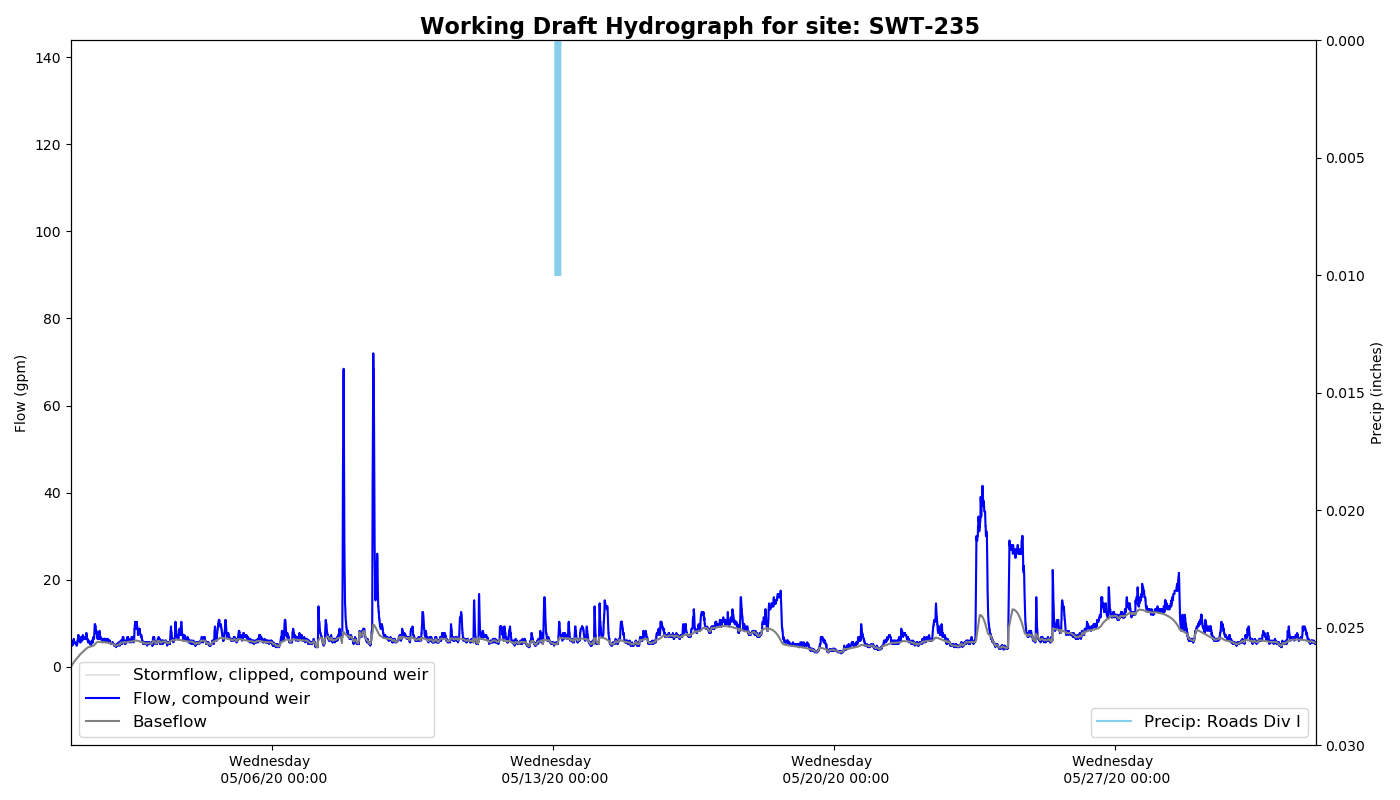 Working Draft Hydrograph for site: SWT-235
140
120
100
80
60
40
20
0
Flow (gpm)
0.000
0.005
0.010
0.015
0.020
0.025
0.030
Precip (inches)
Stormflow, clipped, compound weir
Flow, compound weir
Baseflow
Precip: Roads Div I
Wednesday
05/06/20 00:00
Wednesday
05/13/20 00:00
Wednesday
05/20/20 00:00
Wednesday
05/27/20 00:00